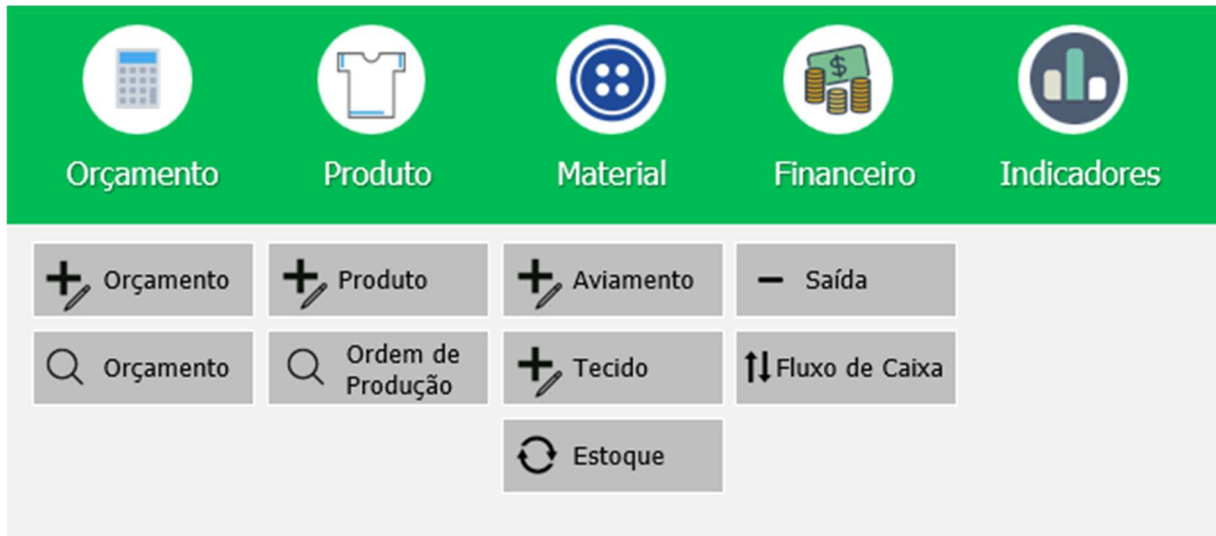 Orçamento
Produto
Material
Financeiro
Indicadores
Orçamento
Produto
Aviamento
Saída
Orçamento
Ordem de
Produção
Tecido
Fluxo de Caixa
Estoque